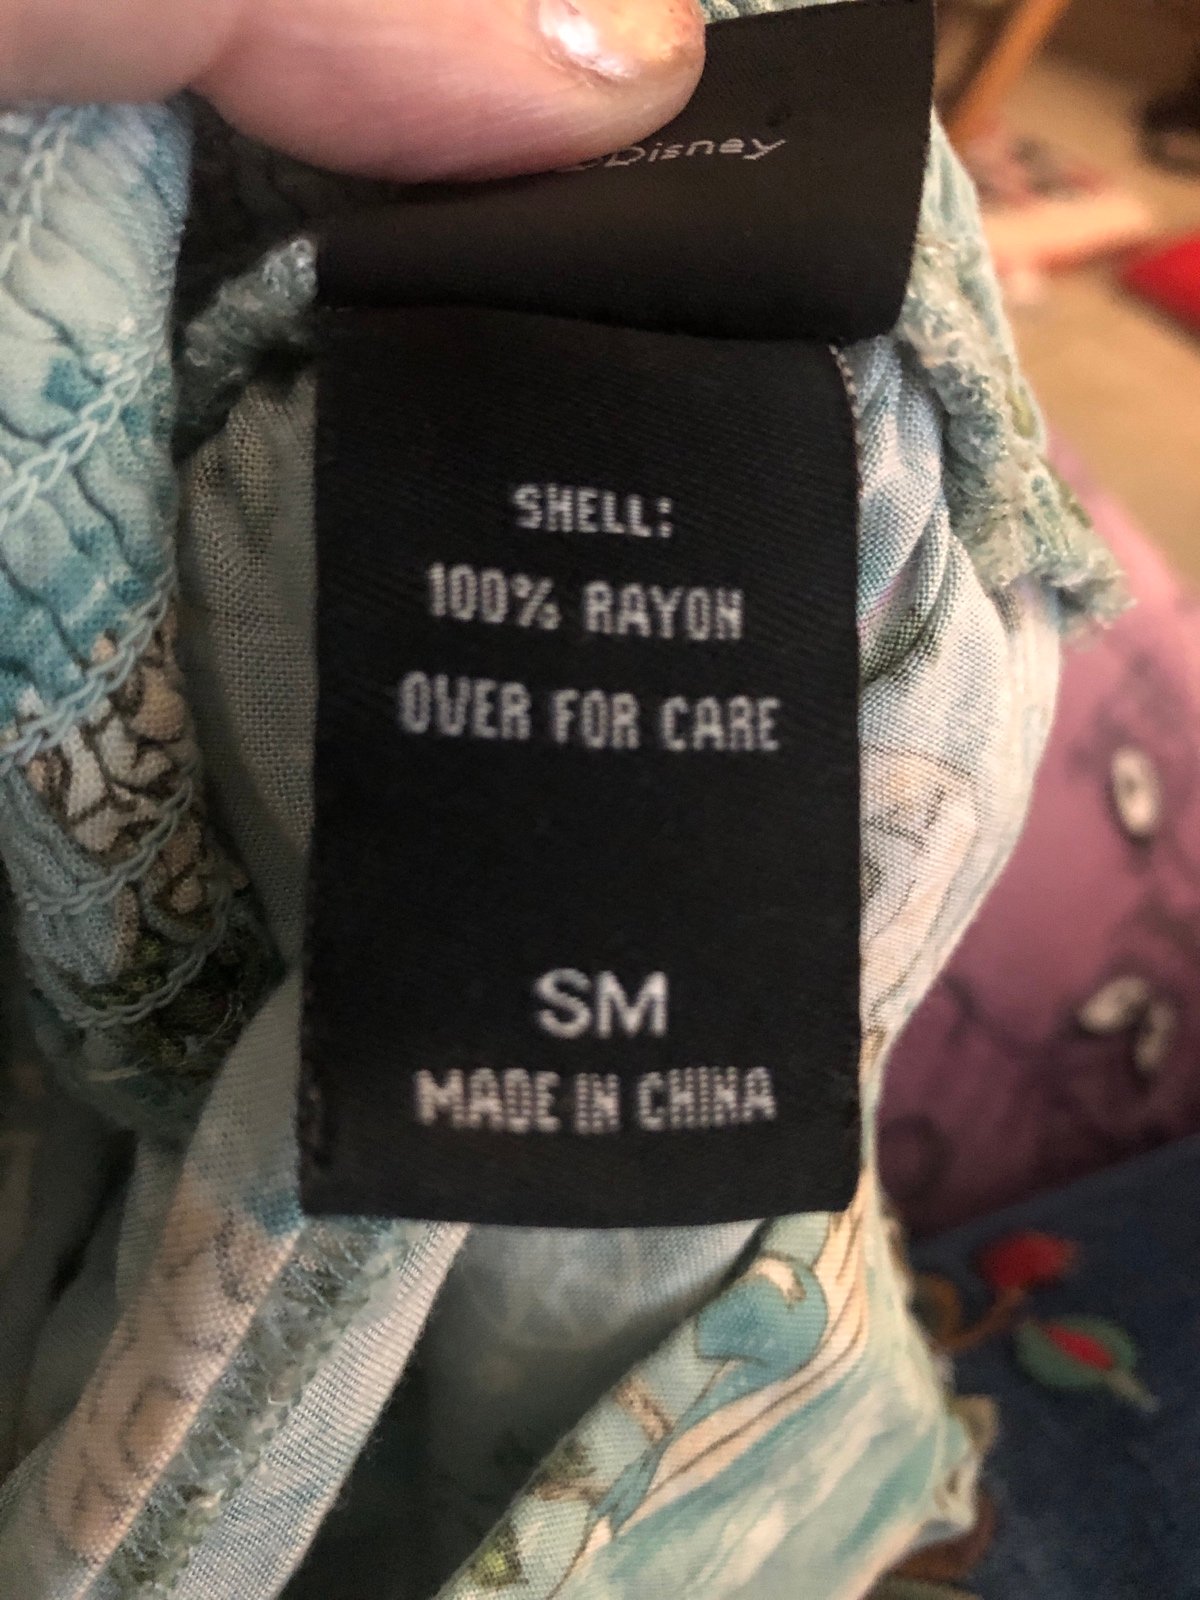 ©Disney
SHELL:
100% RAYON
OVER FOR CARE
SM
MADE IN CHINA